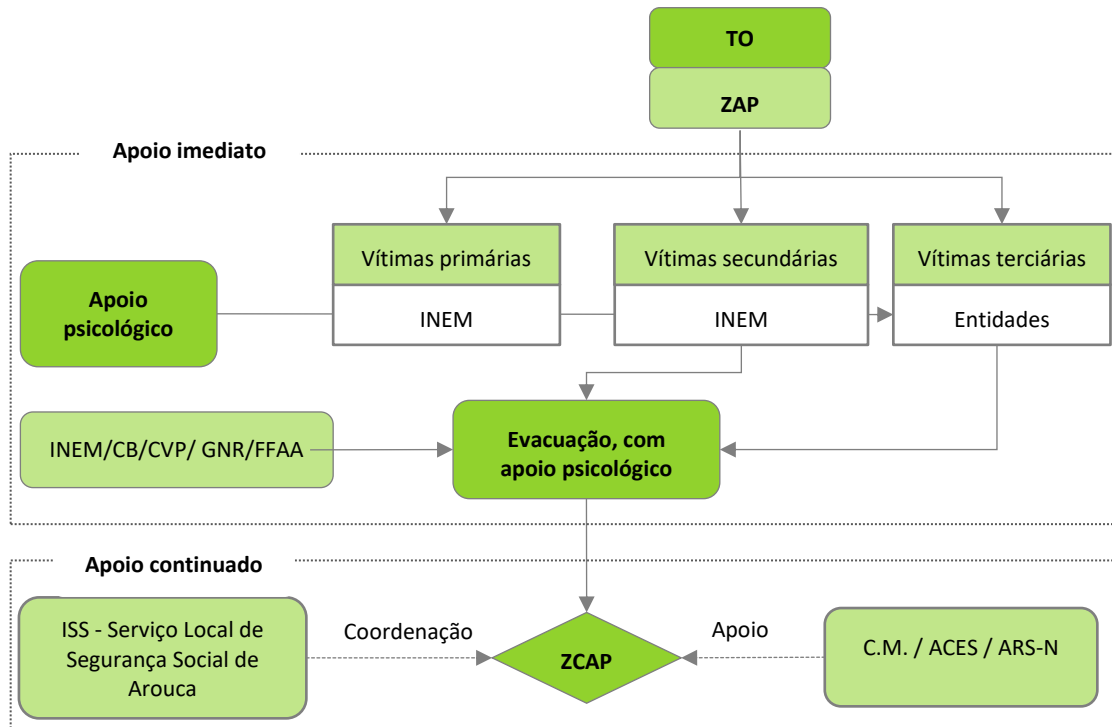 TO
ZAP
Apoio imediato
Vítimas primárias
INEM
Vítimas secundárias
INEM
Vítimas terciárias
Entidades
Apoio
psicológico
INEM/CB/CVP/ GNR/FFAA
Evacuação, com
apoio psicológico
Apoio continuado
ISS - Serviço Local de
Segurança Social de
Arouca
Coordenação
ZCAP
Apoio
C.M. / ACES / ARS-N